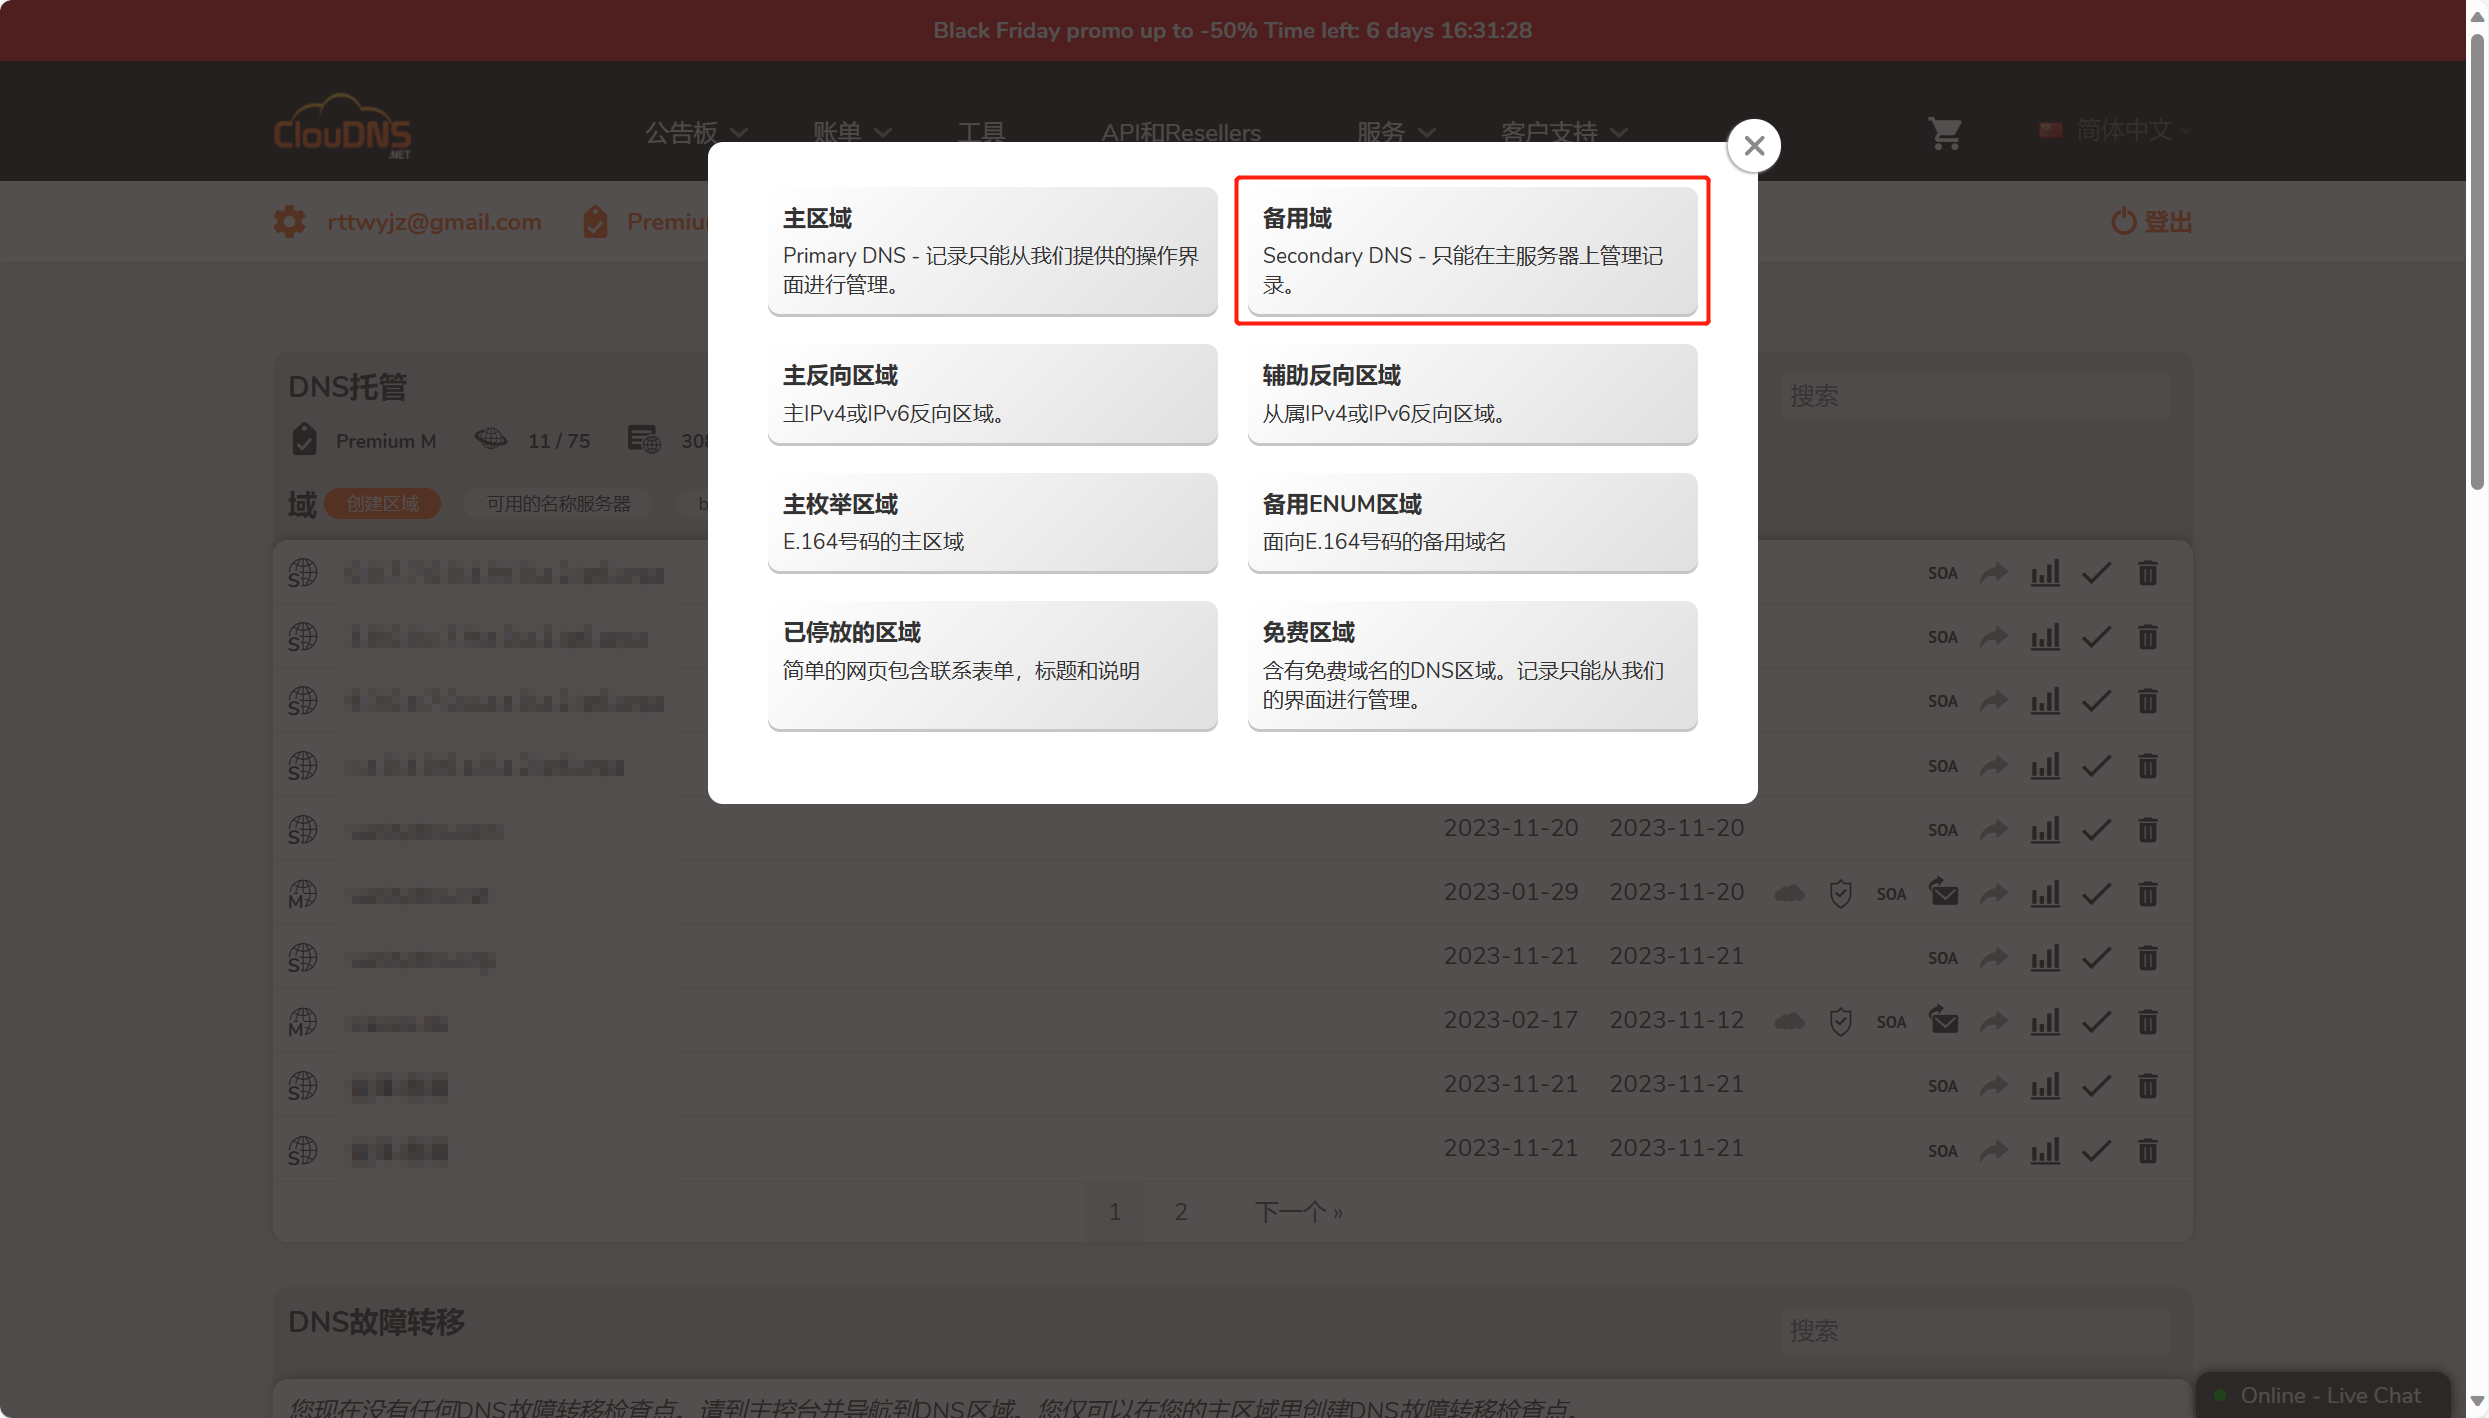 Black Friday promo up to -50% Time left: 6 days 16:31:28
ClouDNS
.NET
公告板
账单
工具
API和Resellers
服务
客户支持
简体中文
rttwyjz@gmail.com
登出
主区域
Primary DNS - 记录只能从我们提供的操作界
面进行管理。
备用域
Secondary DNS - 只能在主服务器上管理记
录。
主反向区域
主IPv4或IPv6反向区域。
辅助反向区域
从属IPv4或IPv6反向区域。
主枚举区域
E.164号码的主区域
备用ENUM区域
面向E.164号码的备用域名
已停放的区域
简单的网页包含联系表单，标题和说明
免费区域
含有免费域名的DNS区域。记录只能从我们
的界面进行管理。
DNS托管
搜索
Premium M
11 / 75
域
创建区域
可用的名称服务器
S SOA
S SOA
S SOA
S SOA
S 2023-11-20 2023-11-20 SOA
M 2023-01-29 2023-11-20 SOA
S 2023-11-21 2023-11-21 SOA
M 2023-02-17 2023-11-12 SOA
S 2023-11-21 2023-11-21 SOA
S 2023-11-21 2023-11-21 SOA
1 2 下一个 »
DNS故障转移
搜索
您现在没有任何DNS故障转移检查点。请到主控台并导航到DNS区域。您仅可以在您的主区域里创建DNS故障转移检查点。
Online - Live Chat